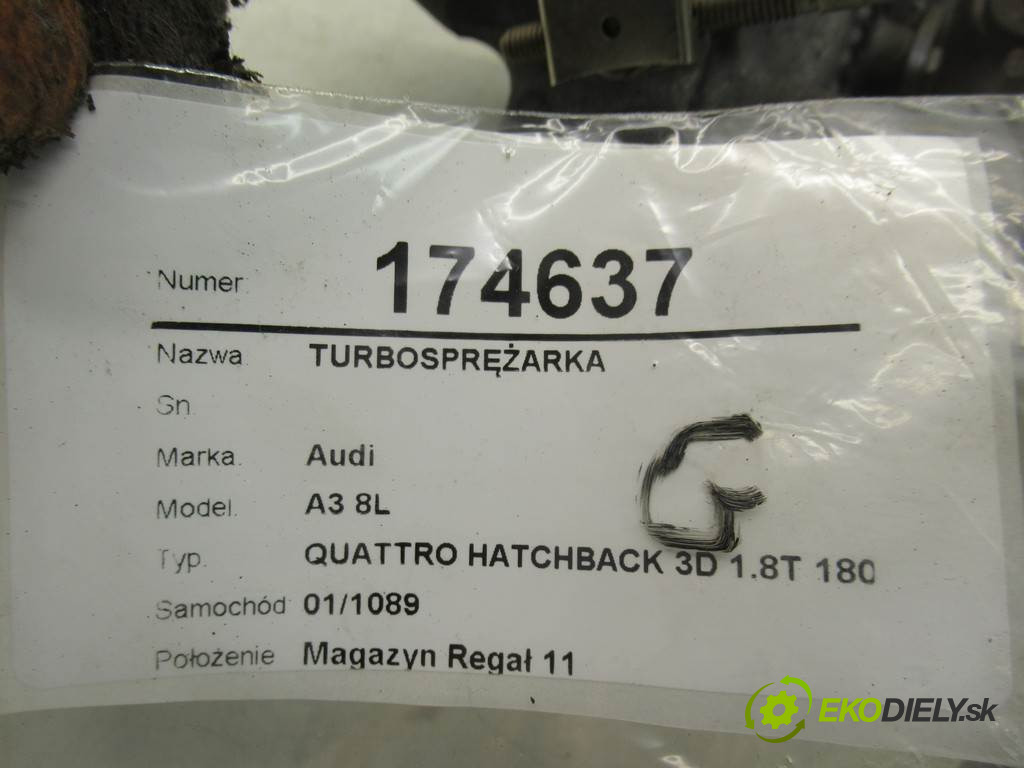 Numer 174637
Nazwa TURBOSPRĘŻARKA
Sn.
Marka. Audi
Model. A3 8L
G
Typ. QUATTRO HATCHBACK 3D 1.8T 180
Samochód 01/1089
Położenie Magazyn Regał 11
EKODIELY.sk